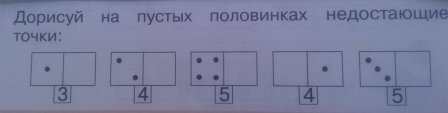 Дорисуй на пустых половинках недостающие
точки:
3 4 5 4 5